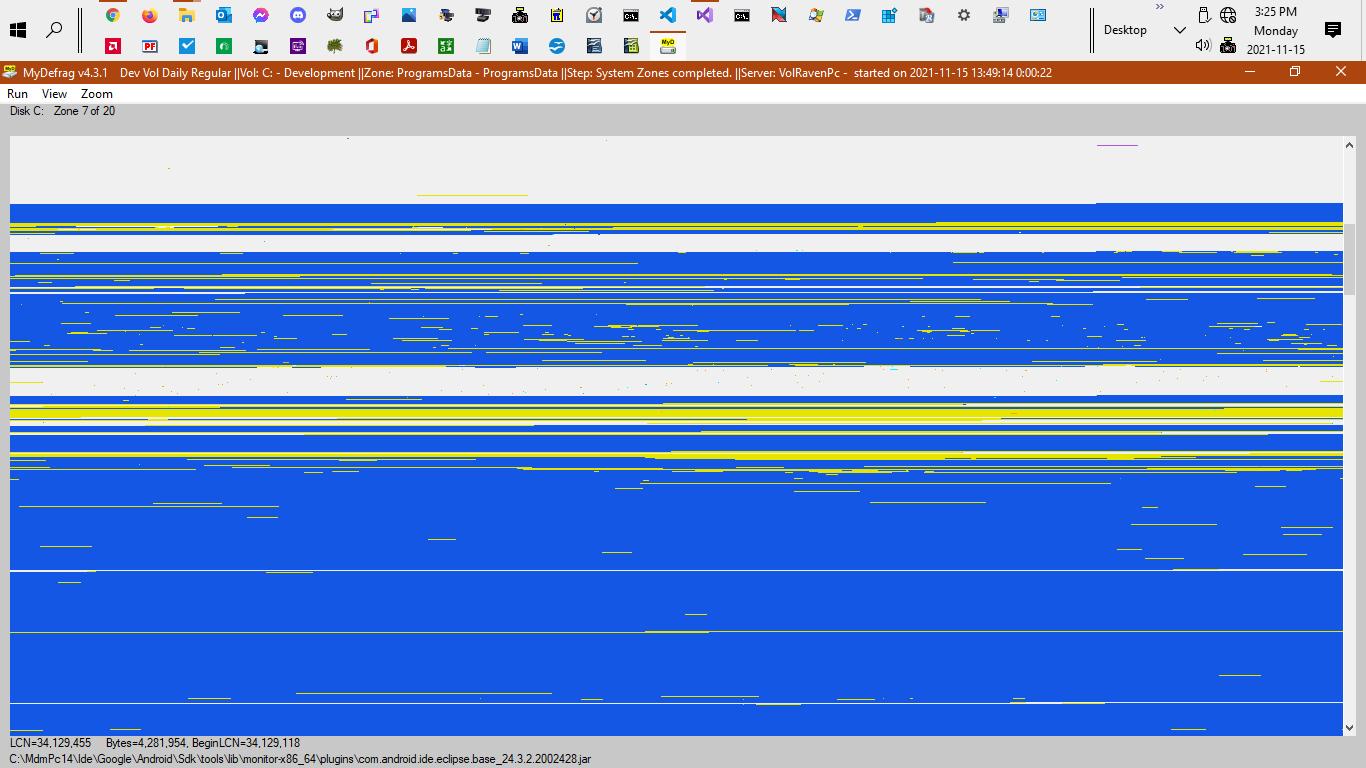 3:25 PM
Desktop
Monday
2021-11-15
MyDefrag v4.3.1 Dev Vol Daily Regular ||Vol: C: - Development ||Zone: ProgramsData - ProgramsData ||Step: System Zones completed. ||Server: VolRavenPc - started on 2021-11-15 13:49:14 0:00:22
Run View Zoom
Disk C: Zone 7 of 20
LCN=34,129,455 Bytes=4,281,954, BeginLCN=34,129,118
C:\MdmPc14\Ide\Google\Android\Sdk\tools\lib\monitor-x86_64\plugins\com.android.ide.eclipse.base_24.3.2.2002428.jar